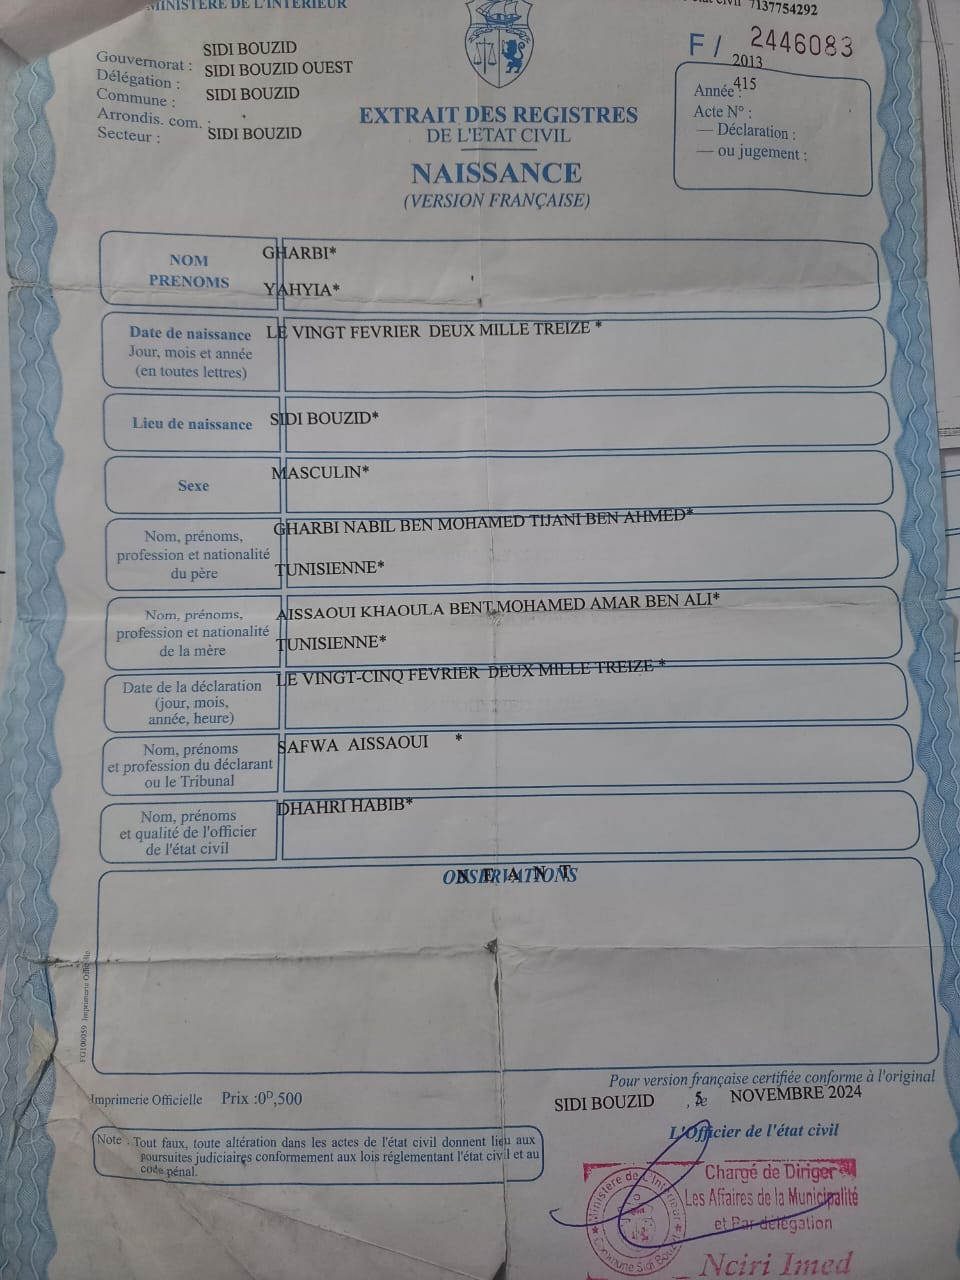 MINISTERE DE L'INTERIEUR
7137754292
F / 2446083
Gouvernorat : SIDI BOUZID
Délégation : SIDI BOUZID OUEST
Commune : SIDI BOUZID
Arrondis. com. :
Secteur : SIDI BOUZID
2013
Année :
415
Acte N° :
— Déclaration :
— ou jugement :
EXTRAIT DES REGISTRES
DE L'ETAT CIVIL
NAISSANCE
(VERSION FRANÇAISE)
NOM GHARBI*
PRENOMS YAHYIA*
Date de naissance LE VINGT FEVRIER DEUX MILLE TREIZE *
Jour, mois et année
(en toutes lettres)
Lieu de naissance SIDI BOUZID*
Sexe MASCULIN*
Nom, prénoms, GHARBI NABIL BEN MOHAMED TIJANI BEN AHMED*
profession et nationalité
du père TUNISIENNE*
Nom, prénoms, AISSAOUI KHAOULA BENT MOHAMED AMAR BEN ALI*
profession et nationalité
de la mère TUNISIENNE*
Date de la déclaration LE VINGT-CINQ FEVRIER DEUX MILLE TREIZE *
(jour, mois,
année, heure)
Nom, prénoms SAFWA AISSAOUI *
et profession du déclarant
ou le Tribunal
Nom, prénoms DHAHRI HABIB*
et qualité de l'officier
de l'état civil
OBSERVATIONS
N E A N T
FG100059 Imprimerie Officielle
Pour version française certifiée conforme à l'original
Imprimerie Officielle Prix :0ᴰ,500
SIDI BOUZID , le 5 NOVEMBRE 2024
L'Officier de l'état civil
Note : Tout faux, toute altération dans les actes de l'état civil donnent lieu aux
poursuites judiciaires conformement aux lois réglementant l'état civil et au
code pénal.
Chargé de Diriger
Les Affaires de la Municipalité
et Par délégation
Nciri Imed
Ministère de L'Intérieur
Commune Sidi Bouzid